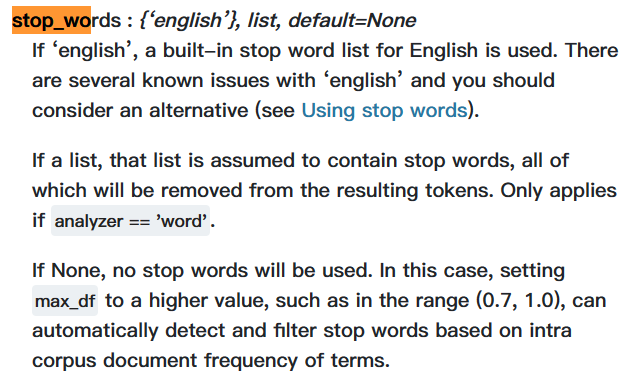 stop_words : {‘english’}, list, default=None
If ‘english’, a built-in stop word list for English is used. There
are several known issues with ‘english’ and you should
consider an alternative (see Using stop words).
If a list, that list is assumed to contain stop words, all of
which will be removed from the resulting tokens. Only applies
if analyzer == 'word'.
If None, no stop words will be used. In this case, setting
max_df to a higher value, such as in the range (0.7, 1.0), can
automatically detect and filter stop words based on intra
corpus document frequency of terms.